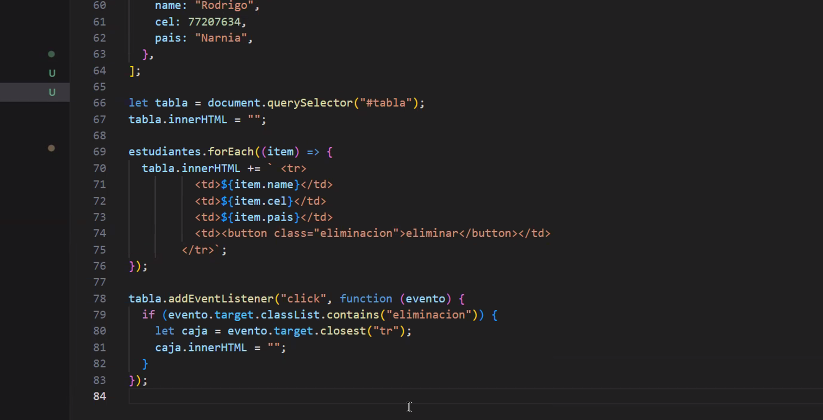 U
U
60 name: "Rodrigo",
61 cel: 77207634,
62 pais: "Narnia",
63 },
64 ];
65
66 let tabla = document.querySelector("#tabla");
67 tabla.innerHTML = "";
68
69 estudiantes.forEach((item) => {
70 tabla.innerHTML += ` <tr>
71 <td>${item.name}</td>
72 <td>${item.cel}</td>
73 <td>${item.pais}</td>
74 <td><button class="eliminacion">eliminar</button></td>
75 </tr>`;
76 });
77
78 tabla.addEventListener("click", function (evento) {
79 if (evento.target.classList.contains("eliminacion")) {
80 let caja = evento.target.closest("tr");
81 caja.innerHTML = "";
82 }
83 });
84